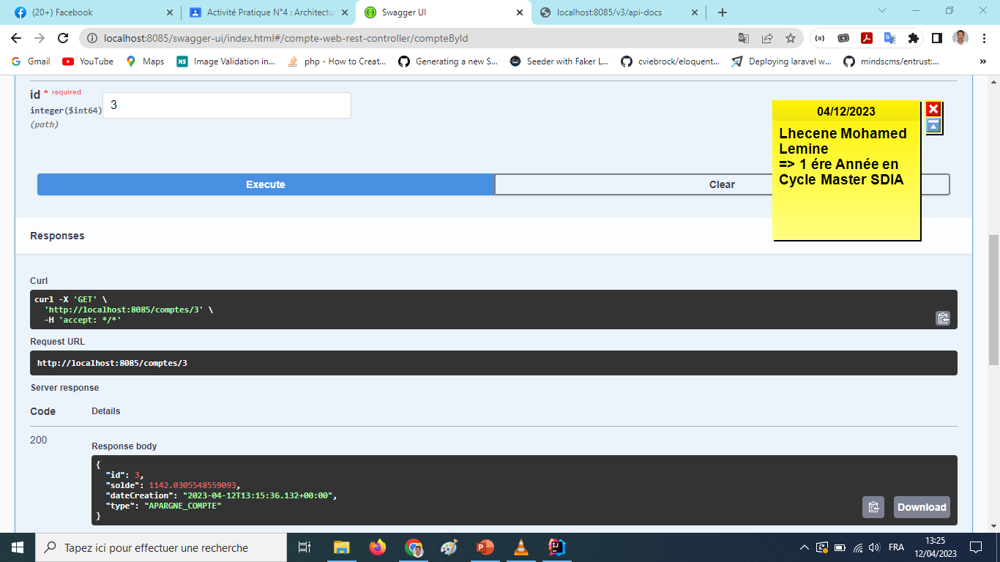 (20+) Facebook
Activité Pratique N°4 : Architectu
Swagger UI
localhost:8085/v3/api-docs
localhost:8085/swagger-ui/index.html#/compte-web-rest-controller/compteById
Gmail
YouTube
Maps
NS
Image Validation in...
php - How to Creat...
Generating a new S...
Seeder with Faker L...
cviebrock/eloquent...
Deploying laravel w...
mindscms/entrust:...
»
id * required
integer($int64)
(path)
3
04/12/2023
Lhecene Mohamed
Lemine
=> 1 ére Année en
Cycle Master SDIA
Execute
Clear
Responses
Curl
curl -X 'GET' \
'http://localhost:8085/comptes/3' \
-H 'accept: */*'
Request URL
http://localhost:8085/comptes/3
Server response
Code
Details
200
Response body
{
"id": 3,
"solde": 1142.0305548559093,
"dateCreation": "2023-04-12T13:15:36.132+00:00",
"type": "APARGNE_COMPTE"
}
Download
Tapez ici pour effectuer une recherche
FRA
13:25
12/04/2023